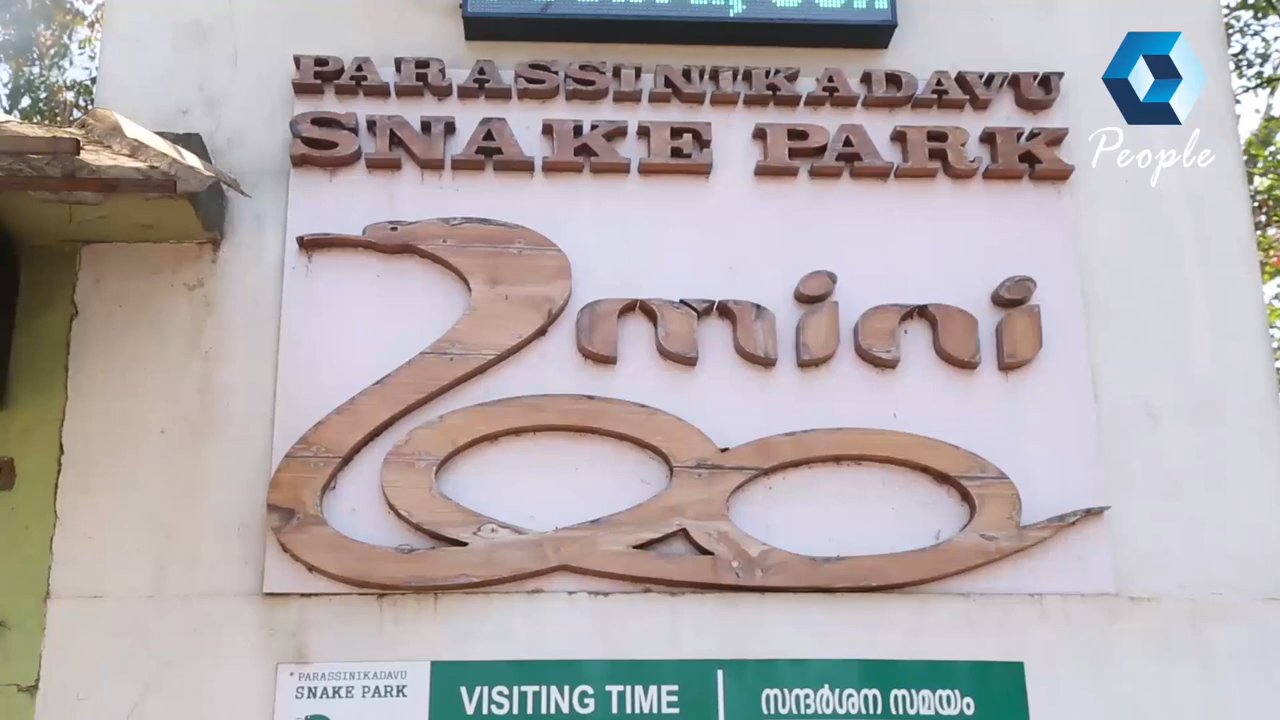 PARASSINIKADAVU
SNAKE PARK
People
mini
zoo
* PARASSINIKADAVU
SNAKE PARK
VISITING TIME
സന്ദർശന സമയം